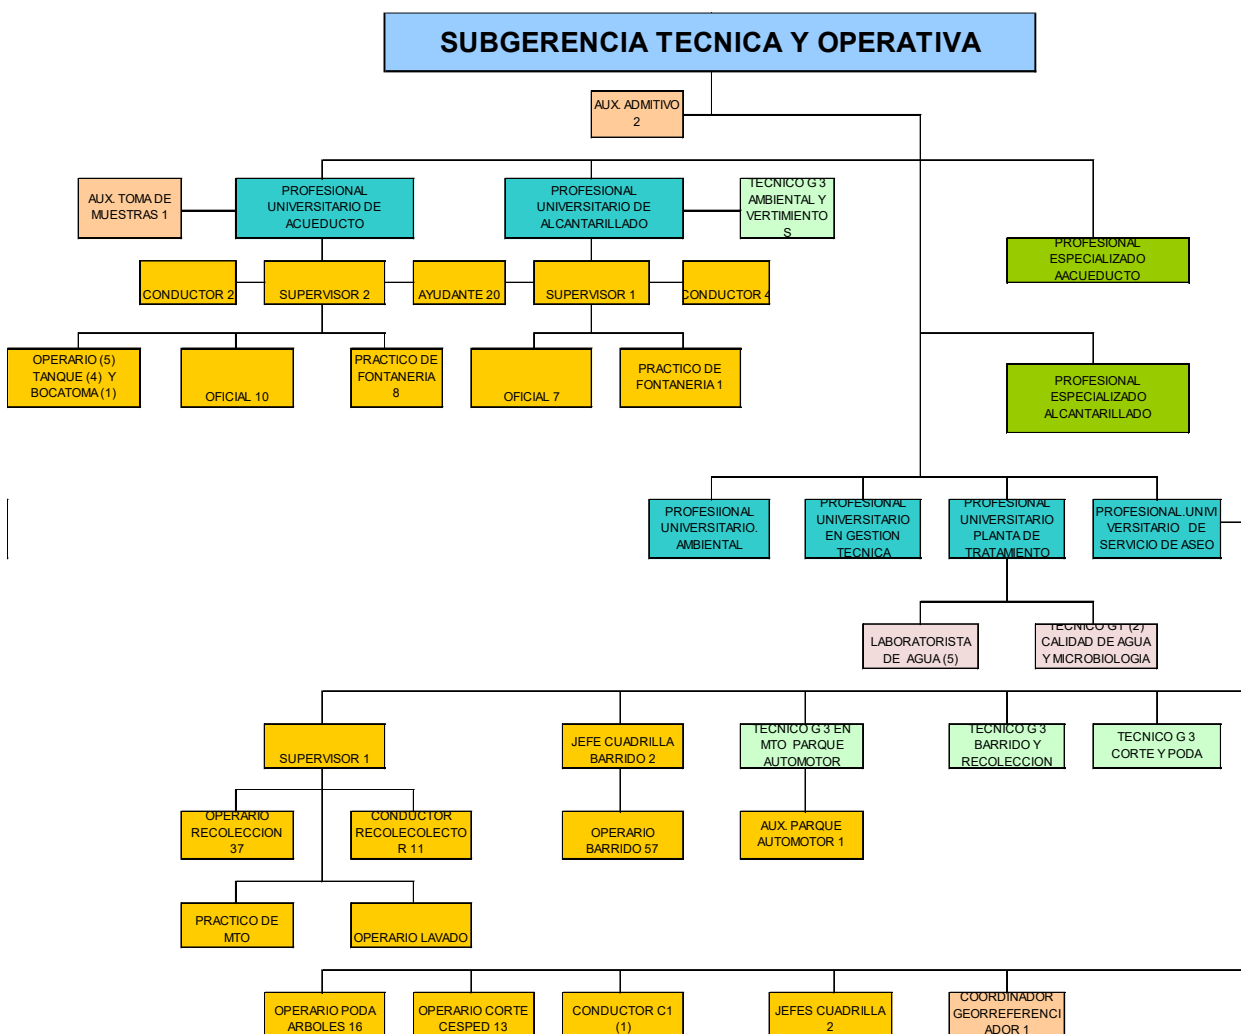 SUBGERENCIA TECNICA Y OPERATIVA
AUX. ADMITIVO
2
AUX. TOMA DE
MUESTRAS 1
PROFESIONAL
UNIVERSITARIO DE
ACUEDUCTO
PROFESIONAL
UNIVERSITARIO DE
ALCANTARILLADO
TECNICO G 3
AMBIENTAL Y
VERTIMIENTO
S
PROFESIONAL
ESPECIALIZADO
AACUEDUCTO
CONDUCTOR 2
SUPERVISOR 2
AYUDANTE 20
SUPERVISOR 1
CONDUCTOR 4
OPERARIO (5)
TANQUE (4) Y
BOCATOMA (1)
OFICIAL 10
PRACTICO DE
FONTANERIA
8
OFICIAL 7
PRACTICO DE
FONTANERIA 1
PROFESIONAL
ESPECIALIZADO
ALCANTARILLADO
PROFESIIONAL
UNIVERSITARIO.
AMBIENTAL
PROFESIONAL
UNIVERSITARIO
EN GESTION
TECNICA
PROFESIONAL
UNIVERSITARIO
PLANTA DE
TRATAMIENTO
PROFESIONAL.UNIVI
VERSITARIO DE
SERVICIO DE ASEO
LABORATORISTA
DE AGUA (5)
TECNICO G1 (2)
CALIDAD DE AGUA
Y MICROBIOLOGIA
SUPERVISOR 1
JEFE CUADRILLA
BARRIDO 2
TECNICO G 3 EN
MTO PARQUE
AUTOMOTOR
TECNICO G 3
BARRIDO Y
RECOLECCION
TECNICO G 3
CORTE Y PODA
OPERARIO
RECOLECCION
37
CONDUCTOR
RECOLECOLECTO
R 11
OPERARIO
BARRIDO 57
AUX. PARQUE
AUTOMOTOR 1
PRACTICO DE
MTO
OPERARIO LAVADO
OPERARIO PODA
ARBOLES 16
OPERARIO CORTE
CESPED 13
CONDUCTOR C1
(1)
JEFES CUADRILLA
2
COORDINADOR
GEORREFERENCI
ADOR 1